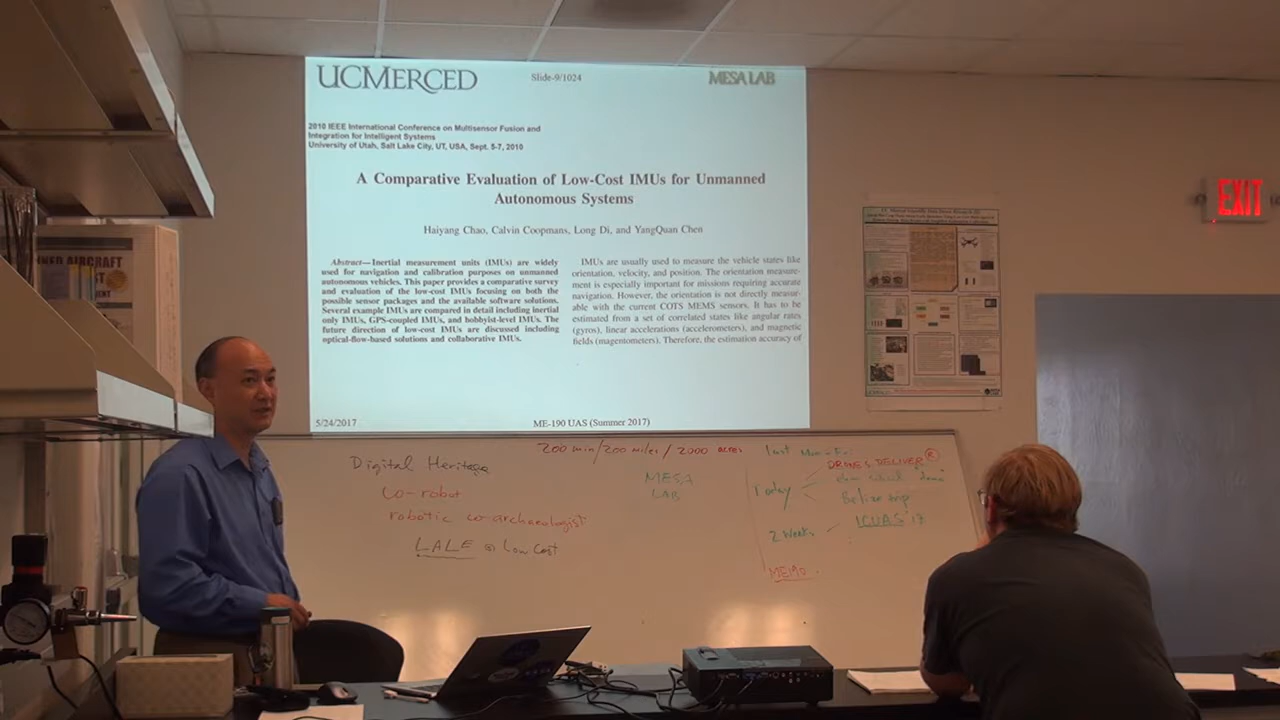 UCMERCED
Slide-9/1024
MESA LAB
2010 IEEE International Conference on Multisensor Fusion and
Integration for Intelligent Systems
University of Utah, Salt Lake City, UT, USA, Sept. 5-7, 2010
A Comparative Evaluation of Low-Cost IMUs for Unmanned
Autonomous Systems
Haiyang Chao, Calvin Coopmans, Long Di, and YangQuan Chen
Abstract—Inertial measurement units (IMUs) are widely
used for navigation and calibration purposes on unmanned
autonomous vehicles. This paper provides a comparative survey
and evaluation of the low-cost IMUs focusing on both the
possible sensor packages and the available software solutions.
Several example IMUs are compared in detail including inertial
only IMUs, GPS-coupled IMUs, and hobbyist-level IMUs. The
future direction of low-cost IMUs are discussed including
optical-flow-based solutions and collaborative IMUs.
IMUs are usually used to measure the vehicle states like
orientation, velocity, and position. The orientation measure-
ment is especially important for missions requiring accurate
navigation. However, the orientation is not directly measur-
able with the current COTS MEMS sensors. It has to be
estimated from a set of correlated states like angular rates
(gyros), linear accelerations (accelerometers), and magnetic
fields (magentometers). Therefore, the estimation accuracy of
5/24/2017
ME-190 UAS (Summer 2017)
EXIT
AIRCRAFT
200 min/200 miles/2000 acres
Digital Heritage
co-robot
robotic co-archaeologist
LALE @ Low Cost
MESA
LAB
last Mon-Fri
DRONES DELIVER ®
Today
elem school "demo"
Belize trip
2 Weeks
ICUAS'17
MEMO